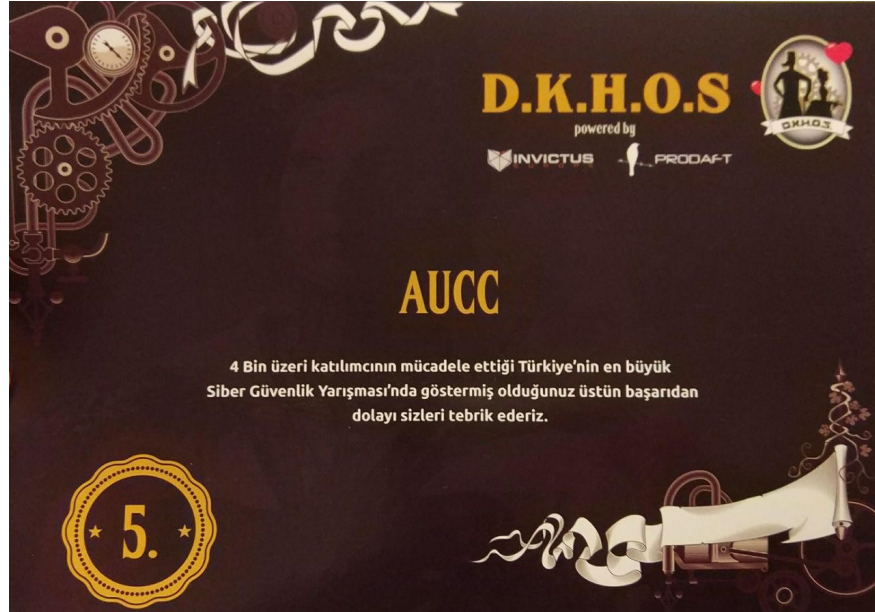 D.K.H.O.S
powered by
INVICTUS PRODAFT
D.K.H.O.S.
AUCC
4 Bin üzeri katılımcının mücadele ettiği Türkiye'nin en büyük
Siber Güvenlik Yarışması'nda göstermiş olduğunuz üstün başarıdan
dolayı sizleri tebrik ederiz.
5.